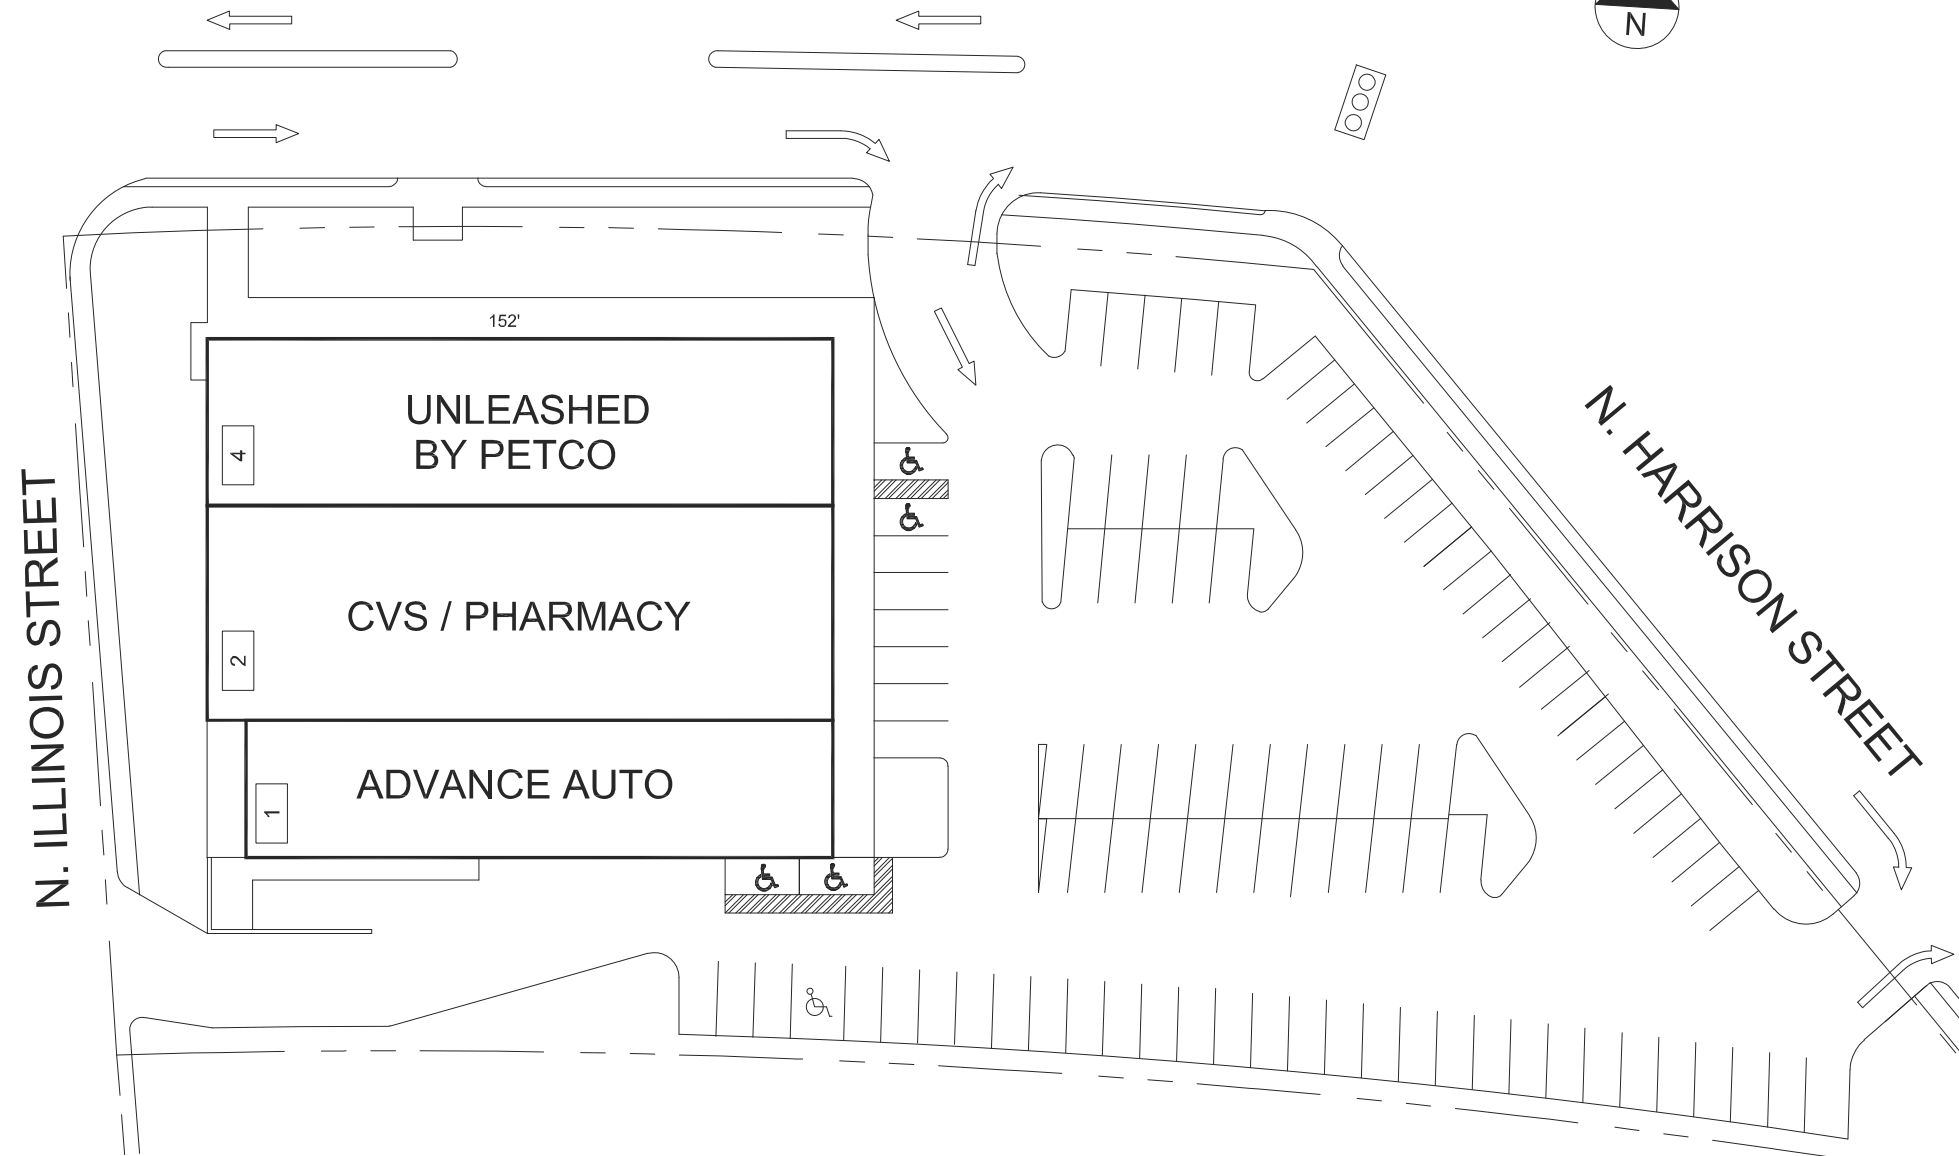 N
152'
UNLEASHED
BY PETCO
4
CVS / PHARMACY
2
ADVANCE AUTO
1
N. ILLINOIS STREET
N. HARRISON STREET